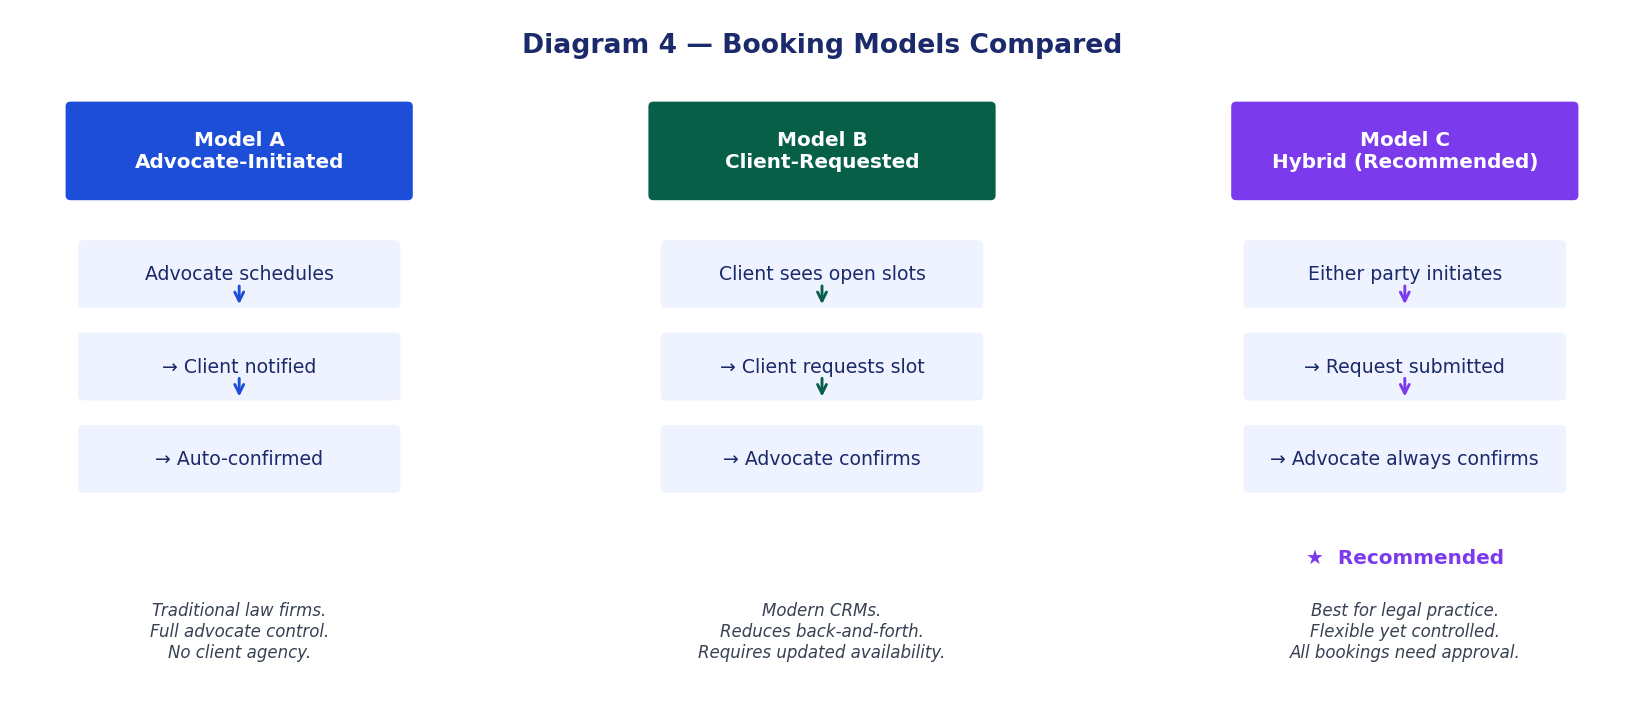 Diagram 4 — Booking Models Compared
Model A
Advocate-Initiated
Advocate schedules
→ Client notified
→ Auto-confirmed
Traditional law firms.
Full advocate control.
No client agency.
Model B
Client-Requested
Client sees open slots
→ Client requests slot
→ Advocate confirms
Modern CRMs.
Reduces back-and-forth.
Requires updated availability.
Model C
Hybrid (Recommended)
Either party initiates
→ Request submitted
→ Advocate always confirms
★ Recommended
Best for legal practice.
Flexible yet controlled.
All bookings need approval.